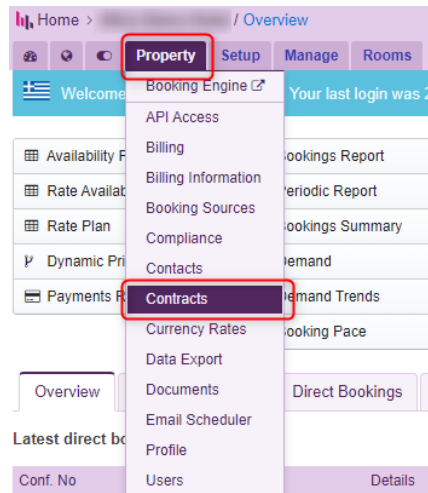 Home > / Overview
Property Setup Manage Rooms
Welcome Your last login was 2
Booking Engine
API Access
Billing
Billing Information
Booking Sources
Compliance
Contacts
Contracts
Currency Rates
Data Export
Documents
Email Scheduler
Profile
Users
Availability R
Rate Availab
Rate Plan
Dynamic Pri
Payments R
ookings Report
eriodic Report
ookings Summary
emand
emand Trends
ooking Pace
Overview Direct Bookings
Latest direct bo
Conf. No Details